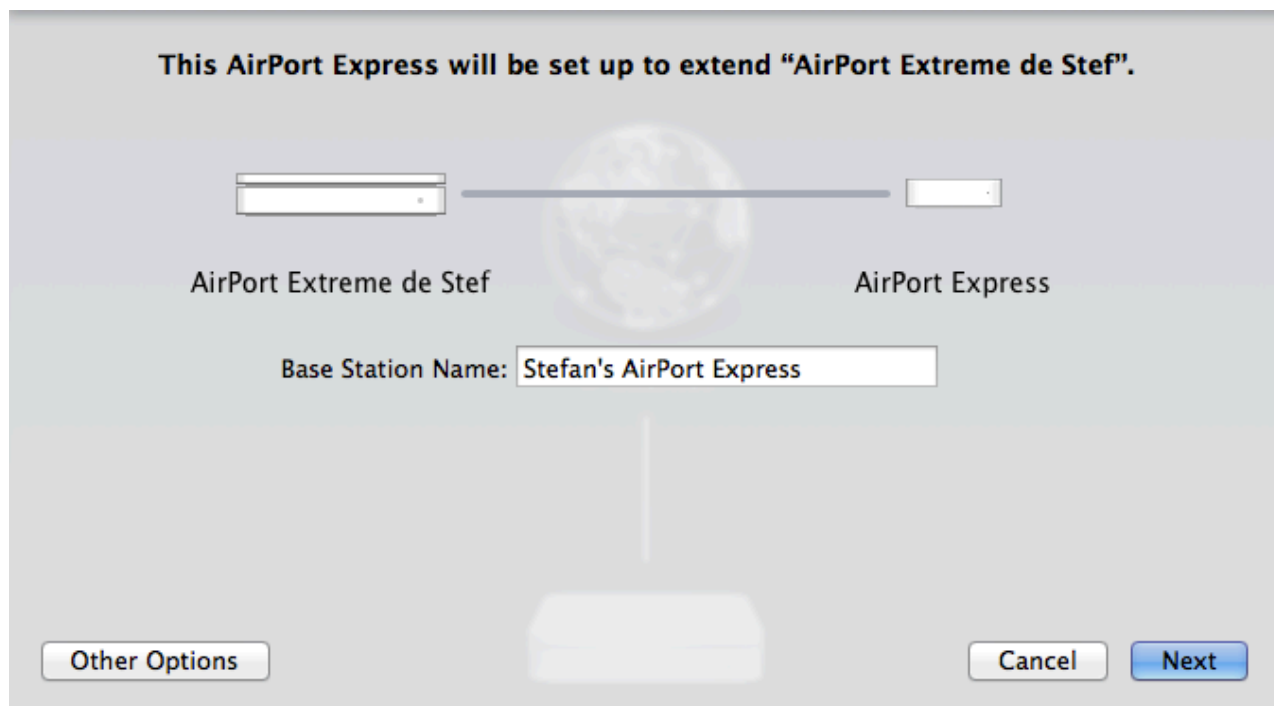 This AirPort Express will be set up to extend “AirPort Extreme de Stef”.
AirPort Extreme de Stef
AirPort Express
Base Station Name: Stefan's AirPort Express
Other Options
Cancel
Next